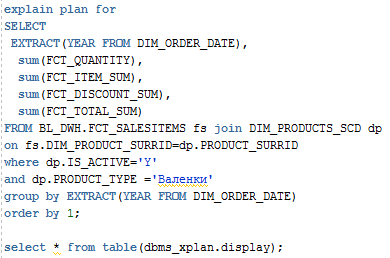 explain plan for
SELECT
EXTRACT(YEAR FROM DIM_ORDER_DATE),
sum(FCT_QUANTITY),
sum(FCT_ITEM_SUM),
sum(FCT_DISCOUNT_SUM),
sum(FCT_TOTAL_SUM)
FROM BL_DWH.FCT_SALESITEMS fs join DIM_PRODUCTS_SCD dp
on fs.DIM_PRODUCT_SURRID=dp.PRODUCT_SURRID
where dp.IS_ACTIVE='Y'
and dp.PRODUCT_TYPE ='Валенки'
group by EXTRACT(YEAR FROM DIM_ORDER_DATE)
order by 1;
select * from table(dbms_xplan.display);